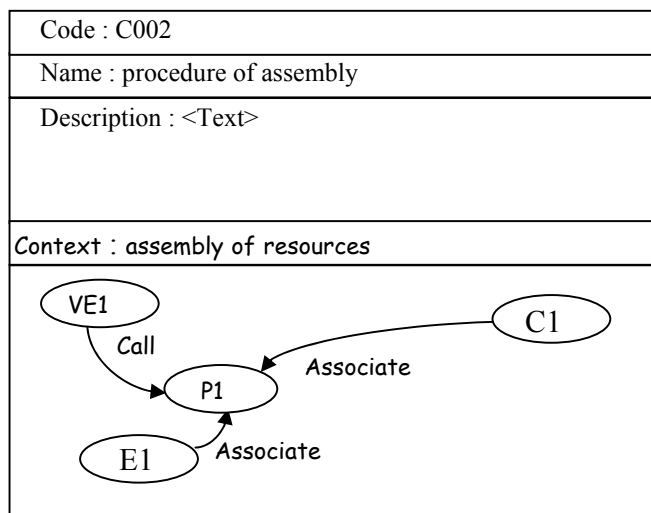 Code : C002
Name : procedure of assembly
Description : <Text>
Context : assembly of resources
VE1
C1
Call
Associate
P1
Associate
E1